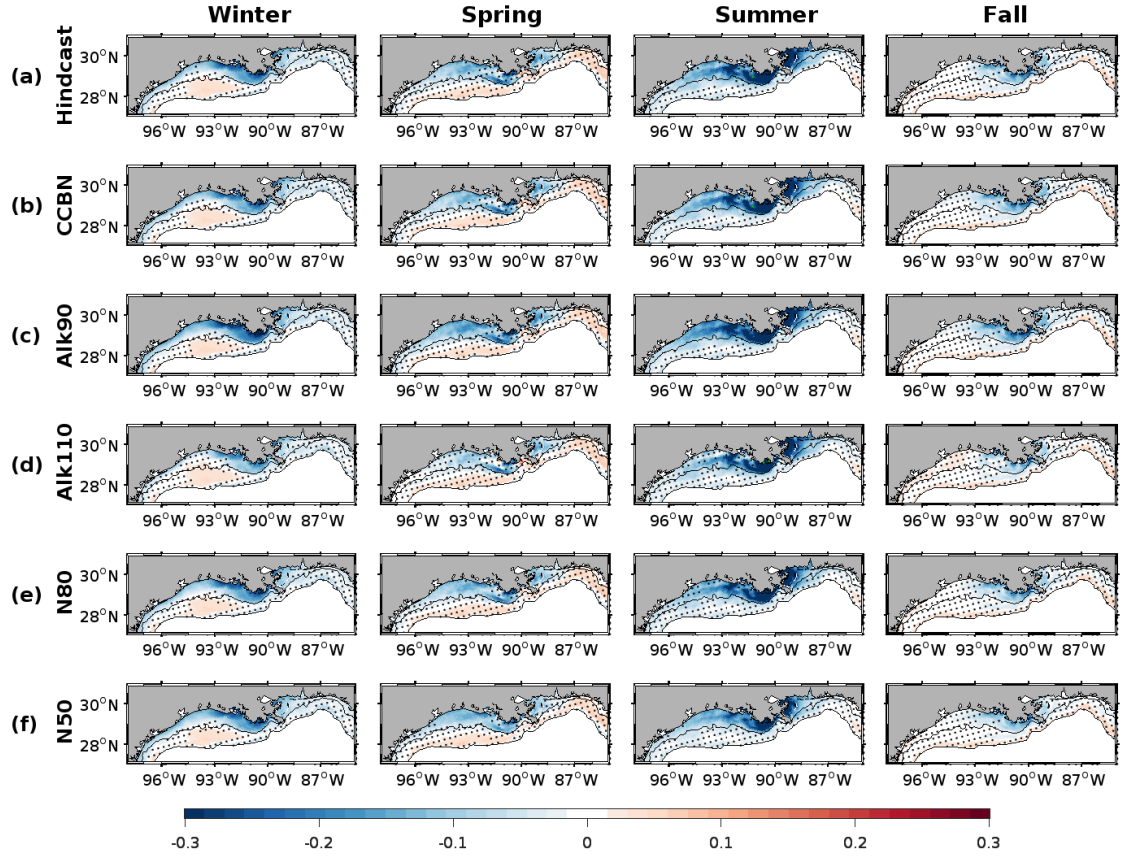 Winter Spring Summer Fall
(a) Hindcast 30°N 28°N
96°W 93°W 90°W 87°W 96°W 93°W 90°W 87°W 96°W 93°W 90°W 87°W 96°W 93°W 90°W 87°W
(b) CCBN 30°N 28°N
96°W 93°W 90°W 87°W 96°W 93°W 90°W 87°W 96°W 93°W 90°W 87°W 96°W 93°W 90°W 87°W
(c) Alk90 30°N 28°N
96°W 93°W 90°W 87°W 96°W 93°W 90°W 87°W 96°W 93°W 90°W 87°W 96°W 93°W 90°W 87°W
(d) Alk110 30°N 28°N
96°W 93°W 90°W 87°W 96°W 93°W 90°W 87°W 96°W 93°W 90°W 87°W 96°W 93°W 90°W 87°W
(e) N80 30°N 28°N
96°W 93°W 90°W 87°W 96°W 93°W 90°W 87°W 96°W 93°W 90°W 87°W 96°W 93°W 90°W 87°W
(f) N50 30°N 28°N
96°W 93°W 90°W 87°W 96°W 93°W 90°W 87°W 96°W 93°W 90°W 87°W 96°W 93°W 90°W 87°W
-0.3 -0.2 -0.1 0 0.1 0.2 0.3